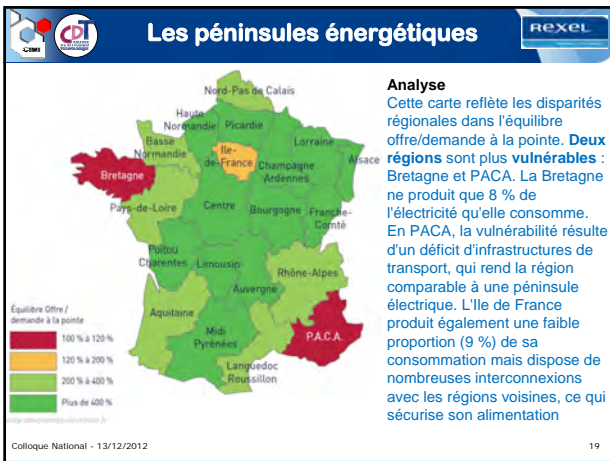 CDT
Les péninsules énergétiques
REXEL
Nord-Pas de Calais
Haute
Normandie
Picardie
Basse
Normandie
Ile-
de-France
Lorraine
Alsace
Champagne
Ardennes
Bretagne
Pays-de-Loire
Centre
Bourgogne
Franche-
Comté
Poitou
Charentes
Limousin
Rhône-Alpes
Auvergne
Aquitaine
Midi
Pyrénées
P.A.C.A.
Languedoc
Roussillon
Équilibre Offre /
demande à la pointe
100 % à 120 %
120 % à 200 %
200 % à 400 %
Plus de 400 %
Analyse
Cette carte reflète les disparités
régionales dans l'équilibre
offre/demande à la pointe. Deux
régions sont plus vulnérables :
Bretagne et PACA. La Bretagne
ne produit que 8 % de
l'électricité qu'elle consomme.
En PACA, la vulnérabilité résulte
d'un déficit d'infrastructures de
transport, qui rend la région
comparable à une péninsule
électrique. L'Ile de France
produit également une faible
proportion (9 %) de sa
consommation mais dispose de
nombreuses interconnexions
avec les régions voisines, ce qui
sécurise son alimentation
Colloque National - 13/12/2012
19